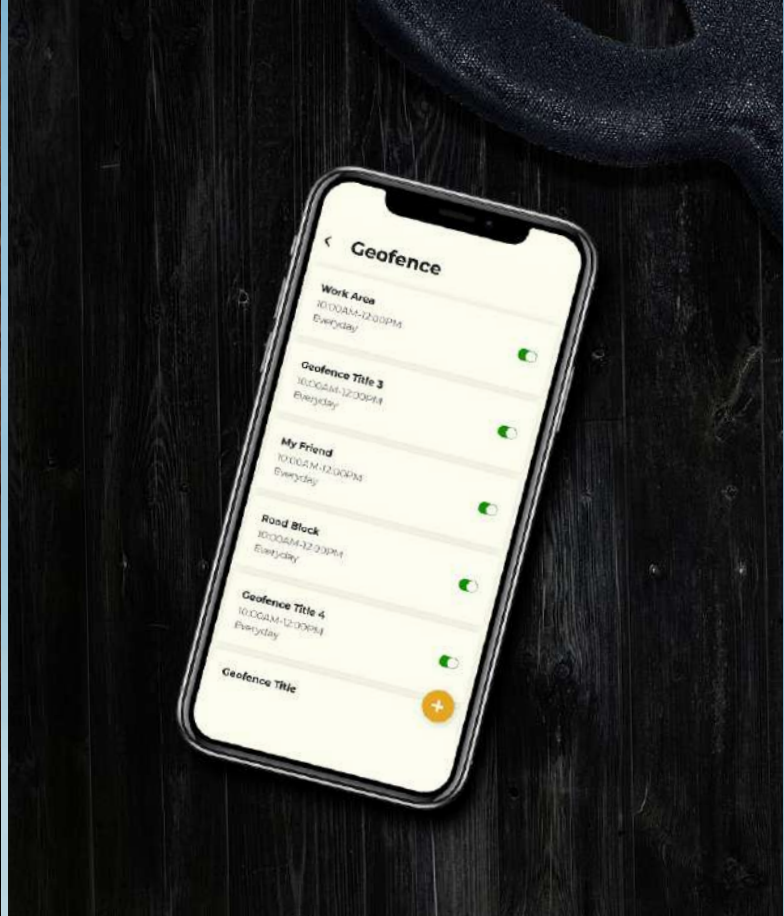 Geofence
Work Area
10:00AM-12:00PM
Everyday
Geofence Title 3
10:00AM-12:00PM
Everyday
My Friend
10:00AM-12:00PM
Everyday
Road Block
10:00AM-12:00PM
Everyday
Geofence Title 4
10:00AM-12:00PM
Everyday
Geofence Title